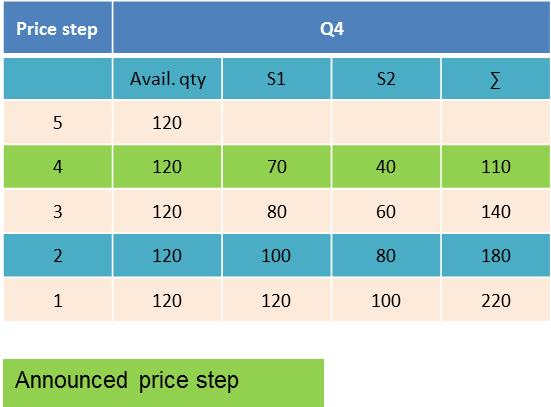 Price step Q4
Avail. qty S1 S2 ∑
5 120
4 120 70 40 110
3 120 80 60 140
2 120 100 80 180
1 120 120 100 220
Announced price step